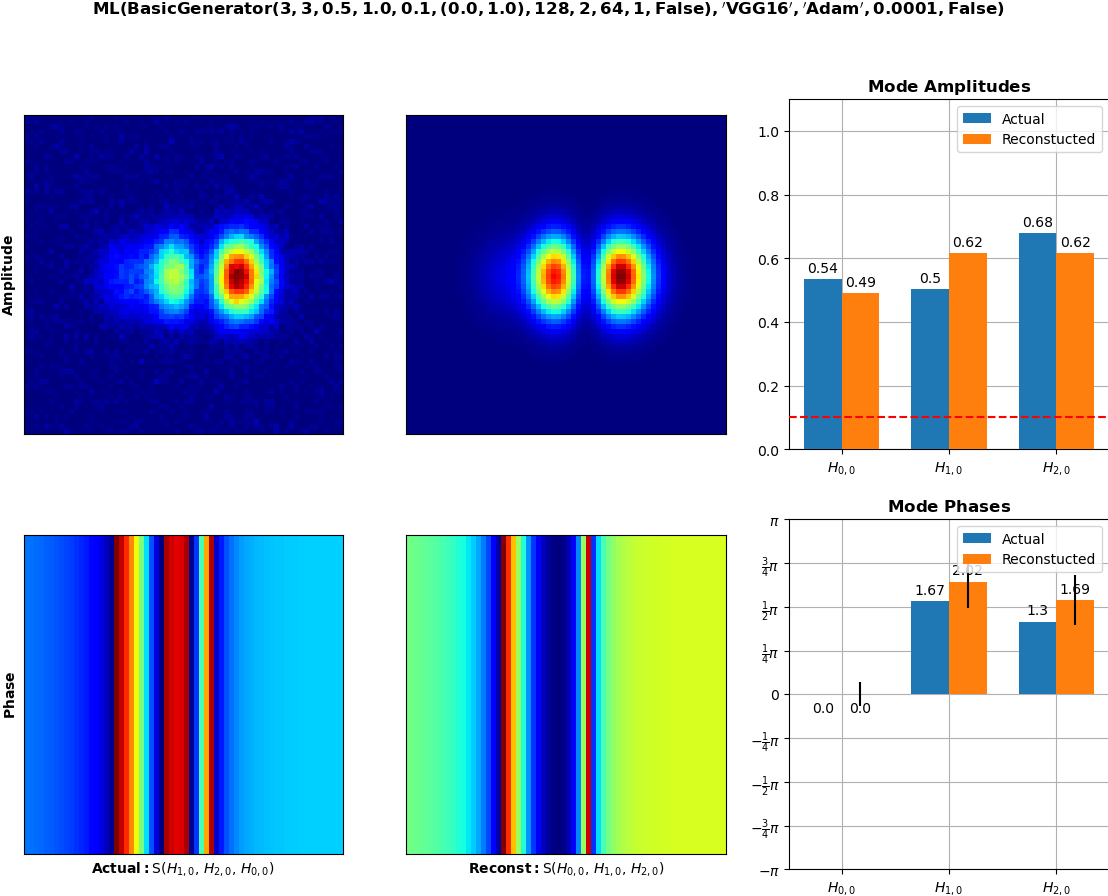 ML(BasicGenerator(3, 3, 0.5, 1.0, 0.1, (0.0, 1.0), 128, 2, 64, 1, False), ′VGG16′, ′Adam′, 0.0001, False)
Amplitude
Mode Amplitudes
Actual
Reconstucted
1.0
0.8
0.6
0.4
0.2
0.0
0.54
0.49
0.5
0.62
0.68
0.62
H0,0
H1,0
H2,0
Phase
Actual: S(H1,0, H2,0, H0,0)
Reconst: S(H0,0, H1,0, H2,0)
Mode Phases
Actual
Reconstucted
π
3/4π
1/2π
1/4π
0
−1/4π
−1/2π
−3/4π
−π
0.0
0.0
1.67
2.02
1.3
1.69
H0,0
H1,0
H2,0